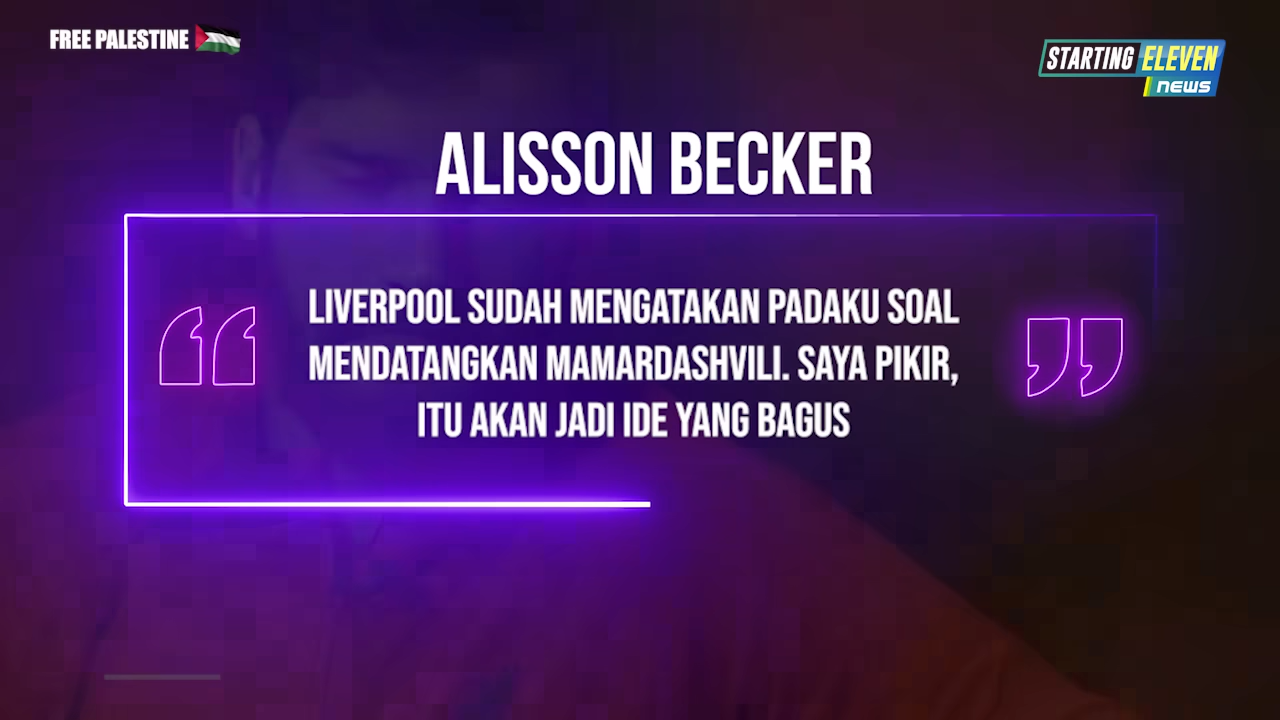 FREE PALESTINE
STARTING ELEVEN
news
ALISSON BECKER
LIVERPOOL SUDAH MENGATAKAN PADAKU SOAL
MENDATANGKAN MAMARDASHVILI. SAYA PIKIR,
ITU AKAN JADI IDE YANG BAGUS